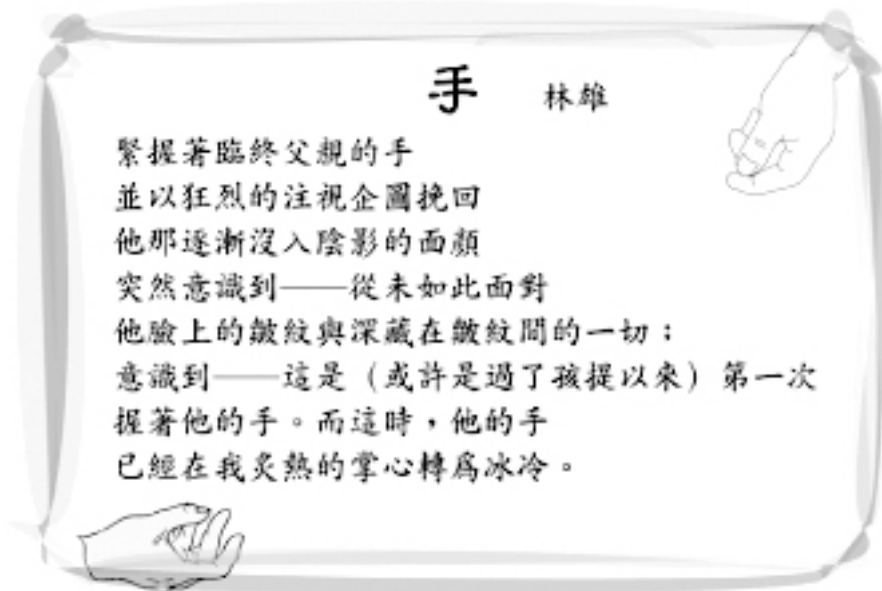 手 林雄
緊握著臨終父親的手
並以狂烈的注視企圖挽回
他那逐漸沒入陰影的面顏
突然意識到——從未如此面對
他臉上的皺紋與深藏在皺紋間的一切；
意識到——這是（或許是過了孩提以來）第一次
握著他的手。而這時，他的手
已經在我炙熱的掌心轉為冰冷。